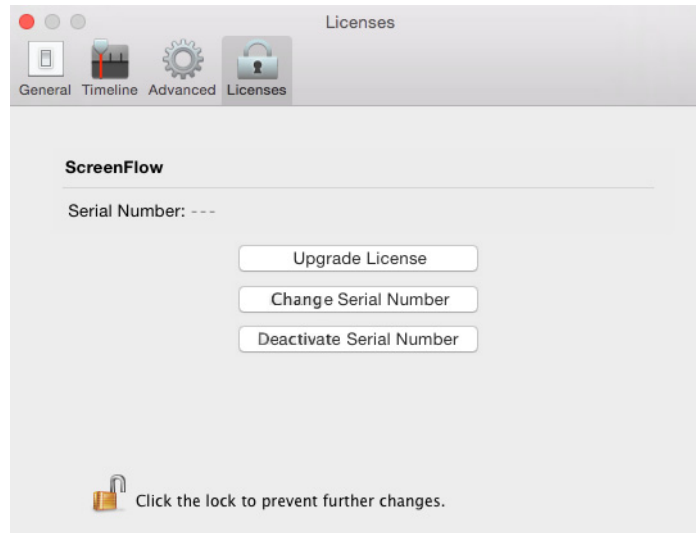 Licenses
General Timeline Advanced Licenses
ScreenFlow
Serial Number: ---
Upgrade License
Change Serial Number
Deactivate Serial Number
Click the lock to prevent further changes.